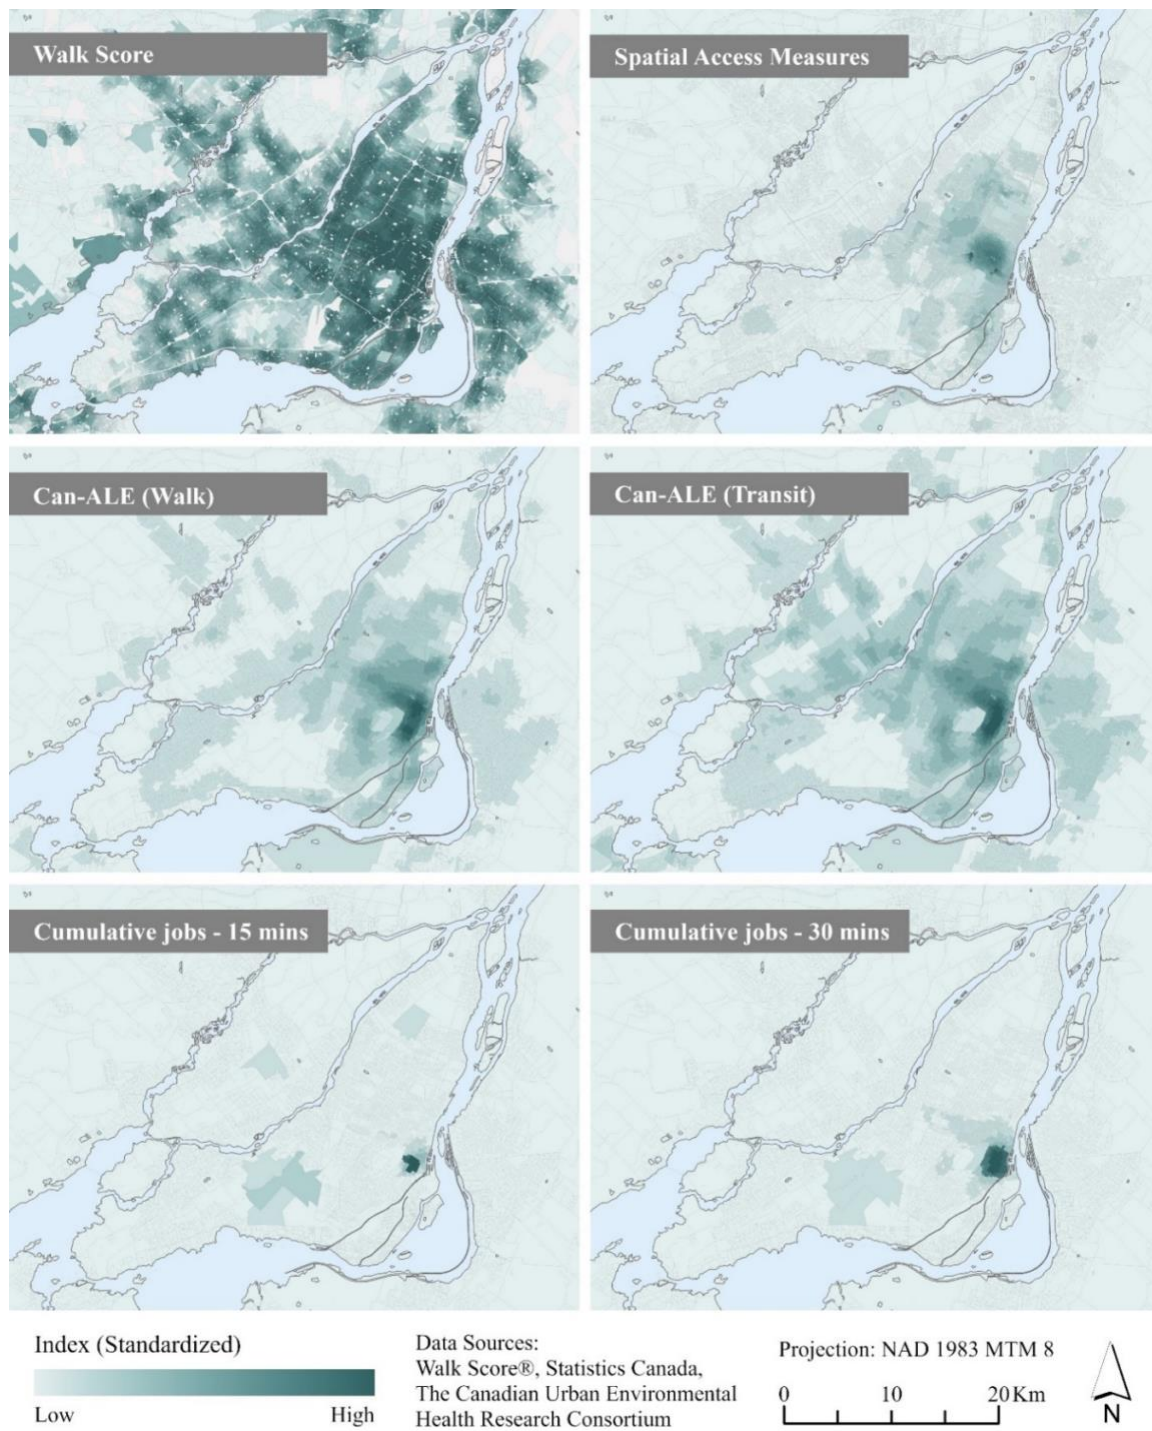 Walk Score
Spatial Access Measures
Can-ALE (Walk)
Can-ALE (Transit)
Cumulative jobs - 15 mins
Cumulative jobs - 30 mins
Index (Standardized)
Low High
Data Sources:
Walk Score®, Statistics Canada,
The Canadian Urban Environmental
Health Research Consortium
Projection: NAD 1983 MTM 8
0 10 20 Km
N